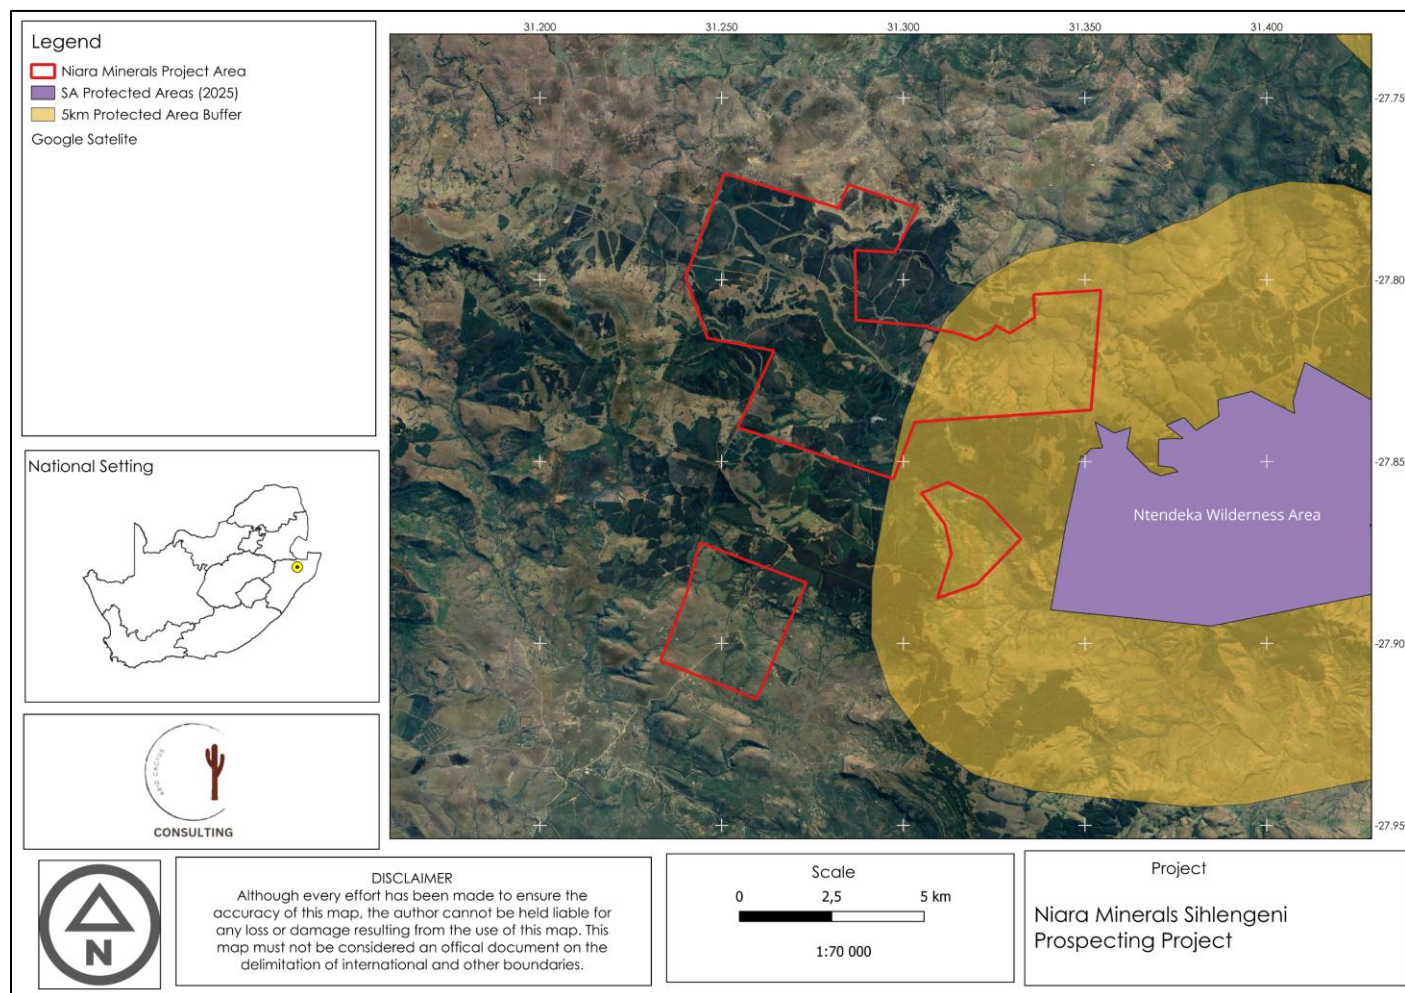 Legend
Niara Minerals Project Area
SA Protected Areas (2025)
5km Protected Area Buffer
Google Satelite
National Setting
ARID CACTUS
CONSULTING
31.200
31.250
31.300
31.350
31.400
-27.75
-27.80
-27.85
-27.90
-27.95
Ntendeka Wilderness Area
N
DISCLAIMER
Although every effort has been made to ensure the
accuracy of this map, the author cannot be held liable for
any loss or damage resulting from the use of this map. This
map must not be considered an offical document on the
delimitation of international and other boundaries.
Scale
0 2,5 5 km
1:70 000
Project
Niara Minerals Sihlengeni
Prospecting Project